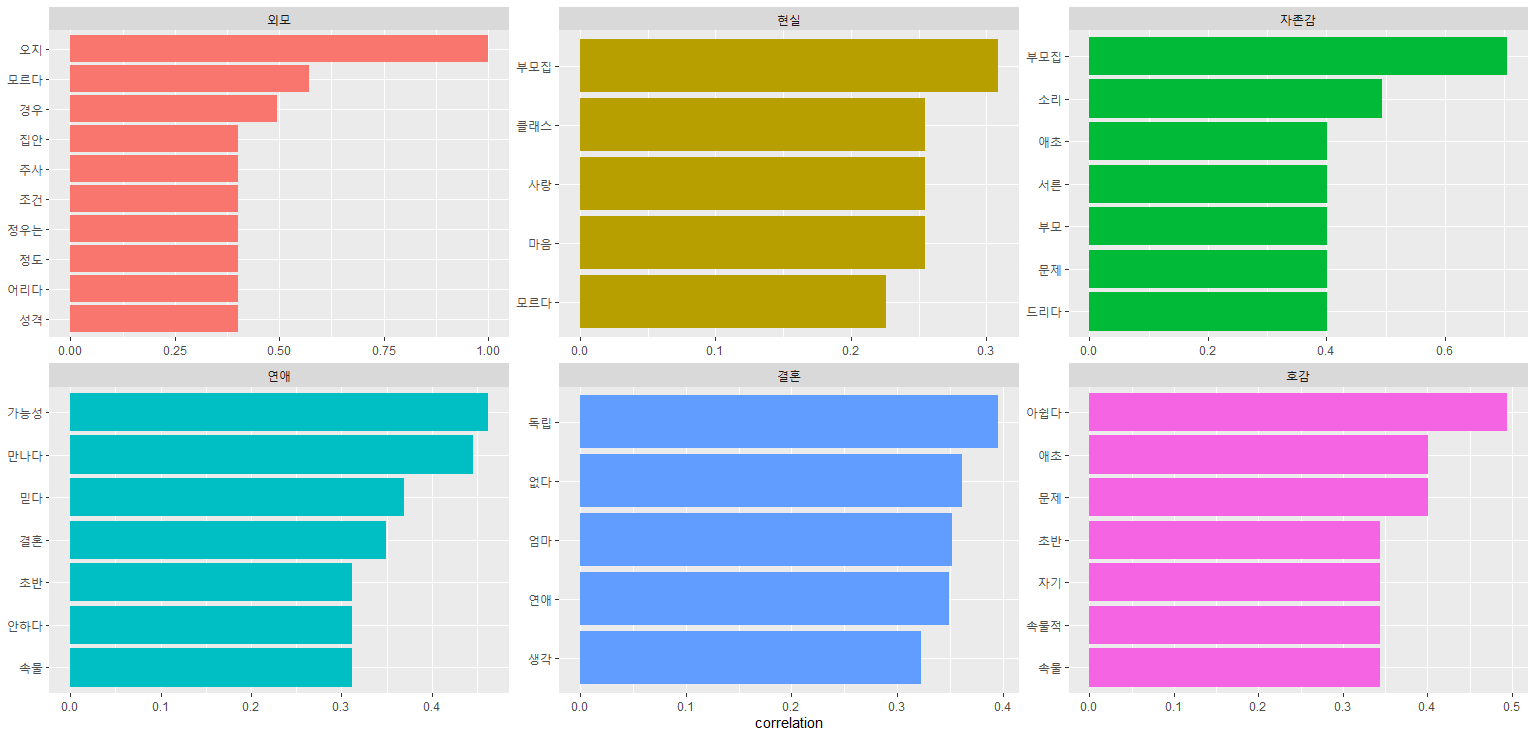 외모
오지
모르다
경우
집안
주사
조건
정우는
정도
어리다
성격
0.00 0.25 0.50 0.75 1.00
현실
부모집
클래스
사랑
마음
모르다
0.0 0.1 0.2 0.3
자존감
부모집
소리
애초
서른
부모
문제
드리다
0.0 0.2 0.4 0.6
연애
가능성
만나다
믿다
결혼
초반
안하다
속물
0.0 0.1 0.2 0.3 0.4
결혼
독립
없다
엄마
연애
생각
0.0 0.1 0.2 0.3 0.4
호감
아쉽다
애초
문제
초반
자기
속물적
속물
0.0 0.1 0.2 0.3 0.4 0.5
correlation